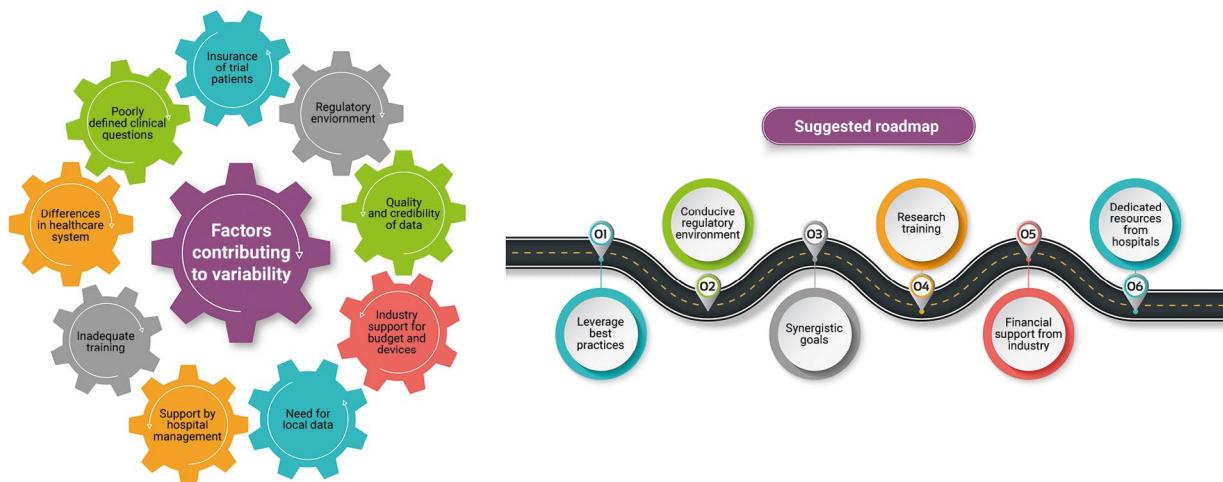 Insurance
of trial
patients
Regulatory
enviornment
Quality
and credibility
of data
Industry
support for
budget and
devices
Need for
local data
Support by
hospital
management
Inadequate
training
Differences
in healthcare
system
Poorly
defined clinical
questions
Factors
contributing
to variability
Suggested roadmap
01
Leverage
best
practices
02
Conducive
regulatory
environment
03
Synergistic
goals
04
Research
training
05
Financial
support from
industry
06
Dedicated
resources
from
hospitals